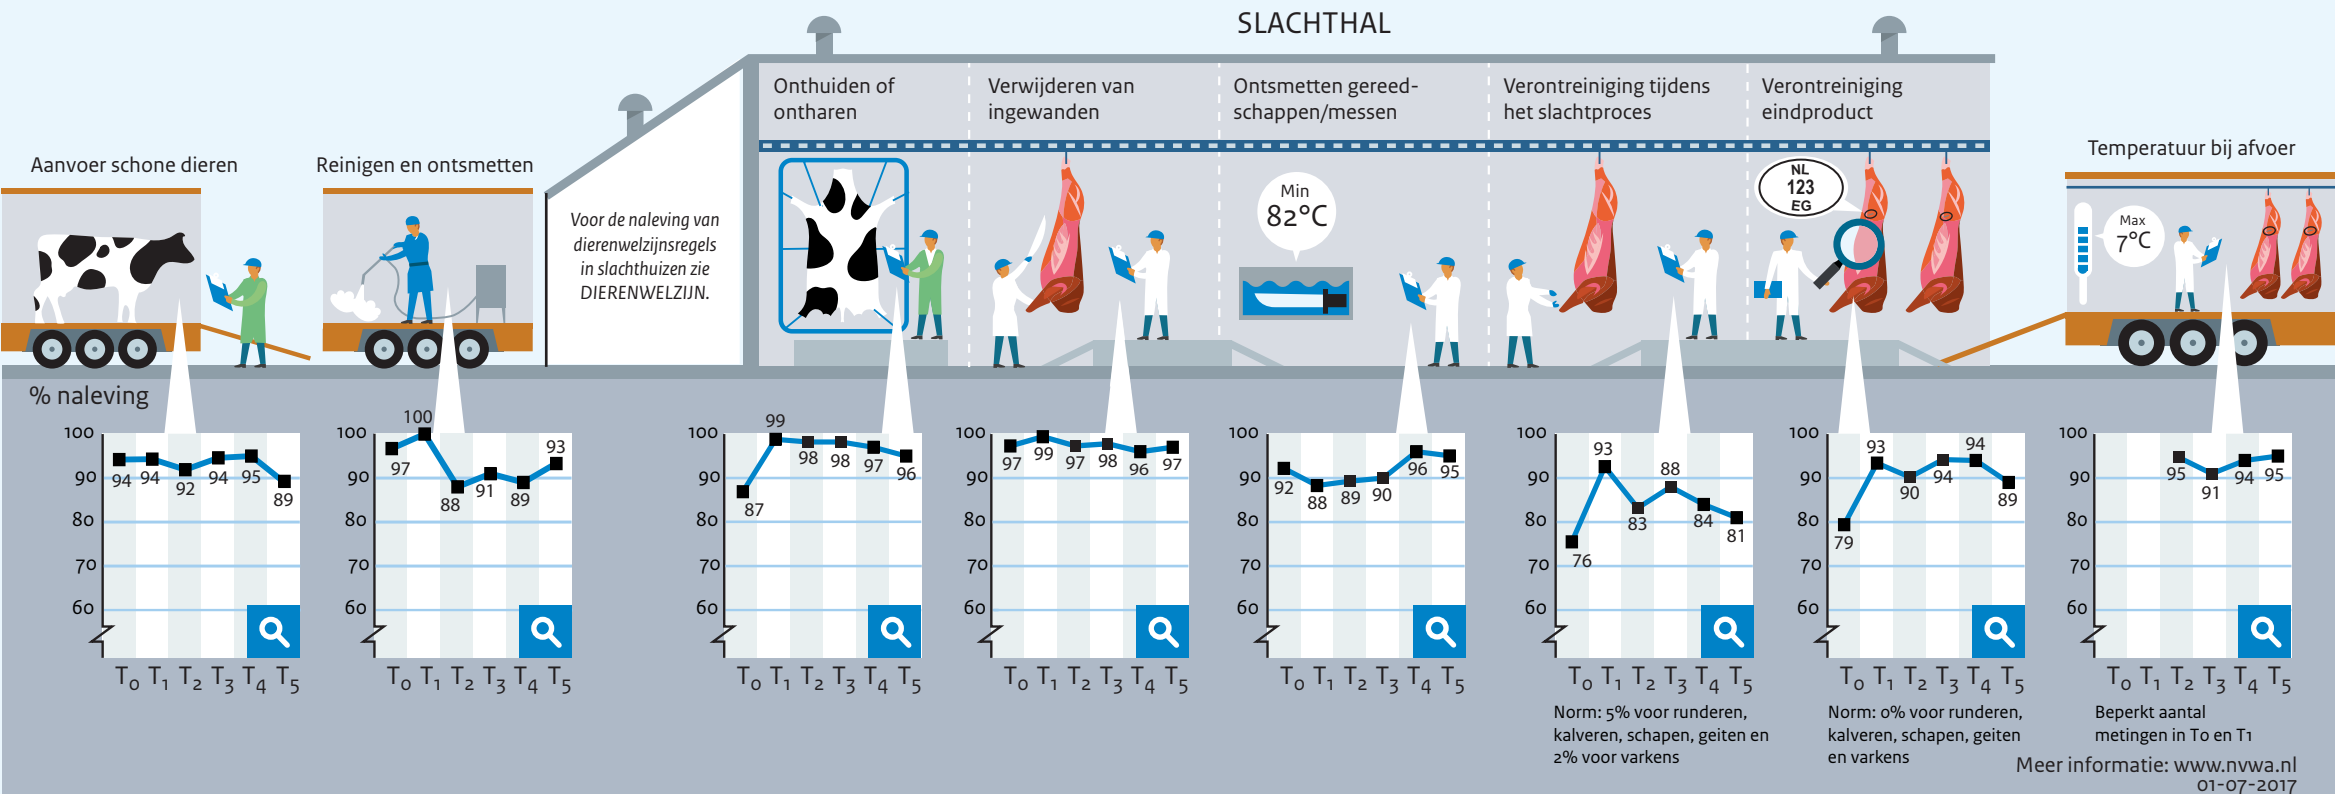 SLACHTHAL
Onthuiden of
ontharen
Verwijderen van
ingewanden
Ontsmetten gereed-
schappen/messen
Verontreiniging tijdens
het slachtproces
Verontreiniging
eindproduct
Aanvoer schone dieren
Reinigen en ontsmetten
Temperatuur bij afvoer
Voor de naleving van
dierenwelzijnsregels
in slachthuizen zie
DIERENWELZIJN.
Min
82°C
NL
123
EG
Max
7°C
% naleving
100
90
80
70
60
94 94 92 94 95 89
T0 T1 T2 T3 T4 T5
100
90
80
70
60
97 100 88 91 89 93
T0 T1 T2 T3 T4 T5
100
90
80
70
60
87 99 98 98 97 96
T0 T1 T2 T3 T4 T5
100
90
80
70
60
97 99 97 98 96 97
T0 T1 T2 T3 T4 T5
100
90
80
70
60
92 88 89 90 96 95
T0 T1 T2 T3 T4 T5
100
90
80
70
60
76 93 83 88 84 81
T0 T1 T2 T3 T4 T5
Norm: 5% voor runderen,
kalveren, schapen, geiten en
2% voor varkens
100
90
80
70
60
79 93 90 94 94 89
T0 T1 T2 T3 T4 T5
Norm: 0% voor runderen,
kalveren, schapen, geiten
en varkens
100
90
80
70
60
95 91 94 95
T0 T1 T2 T3 T4 T5
Beperkt aantal
metingen in T0 en T1
Meer informatie: www.nvwa.nl
01-07-2017